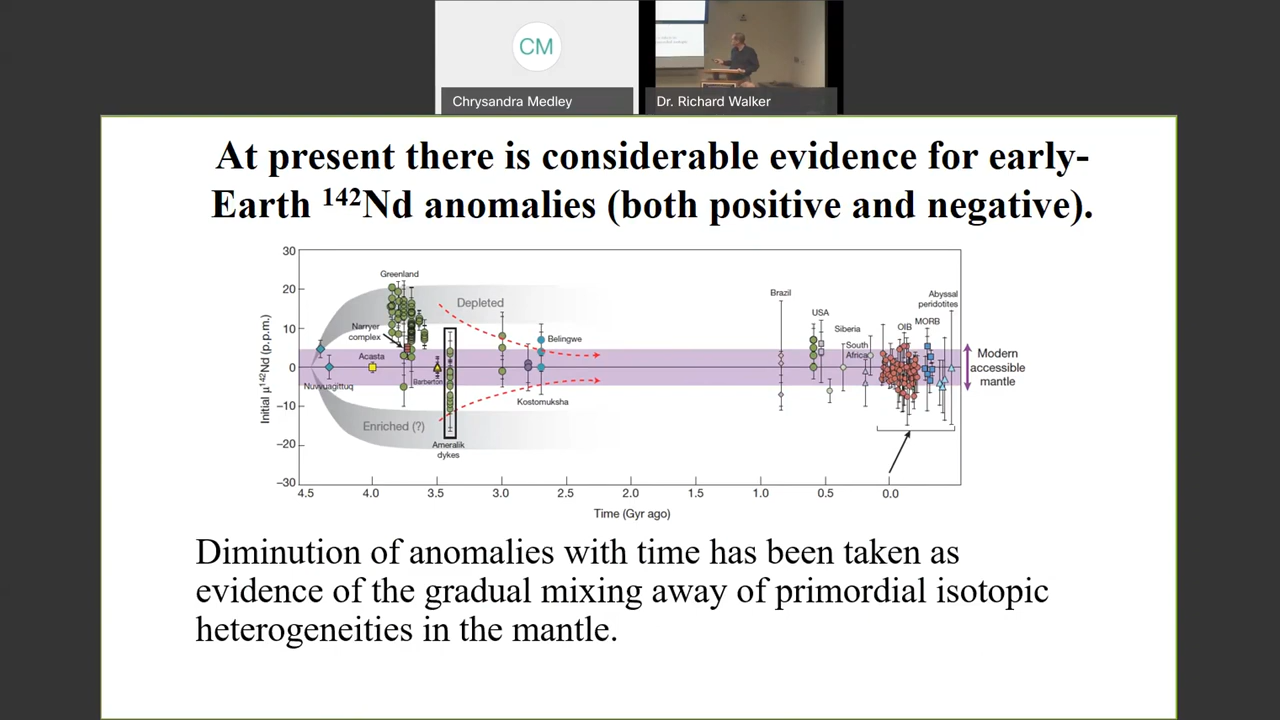 CM
Chrysandra Medley
Dr. Richard Walker
At present there is considerable evidence for early-
Earth ¹⁴²Nd anomalies (both positive and negative).
30
20
10
0
−10
−20
−30
Initial μ¹⁴²Nd (p.p.m.)
Greenland
Depleted
Narryer
complex
Acasta
Nuvvuagittuq
Barberton
Belingwe
Kostomuksha
Enriched (?)
Ameralik
dykes
Brazil
USA
Siberia
South
Africa
OIB
MORB
Abyssal
peridotites
Modern
accessible
mantle
4.5
4.0
3.5
3.0
2.5
2.0
1.5
1.0
0.5
0.0
Time (Gyr ago)
Diminution of anomalies with time has been taken as
evidence of the gradual mixing away of primordial isotopic
heterogeneities in the mantle.